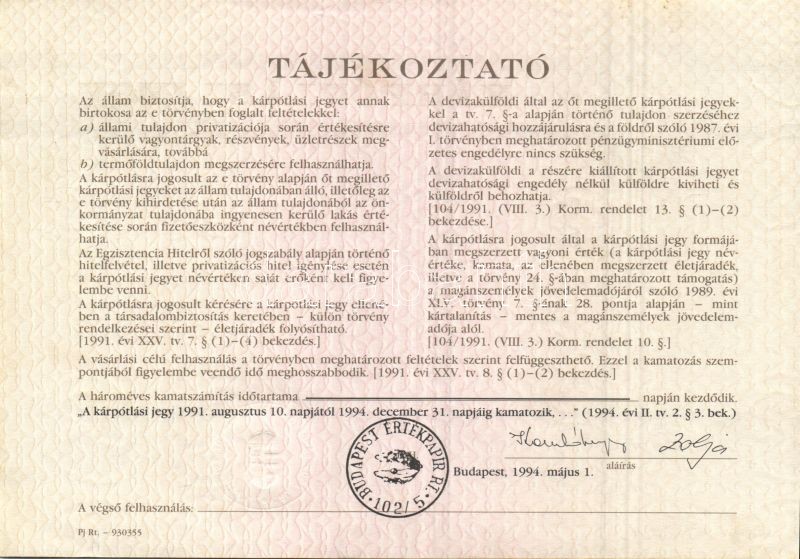 TÁJÉKOZTATÓ
Az állam biztosítja, hogy a kárpótlási jegyet annak
birtokosa az e törvényben foglalt feltételekkel:
a) állami tulajdon privatizációja során értékesítésre
kerülő vagyontárgyak, részvények, üzletrészek meg-
vásárlására, továbbá
b) termőföldtulajdon megszerzésére felhasználhatja.
A kárpótlásra jogosult az e törvény alapján őt megillető
kárpótlási jegyeket az állam tulajdonában álló, illetőleg az
e törvény kihirdetése után az állam tulajdonából az ön-
kormányzat tulajdonába ingyenesen kerülő lakás érté-
kesítése során fizetőeszközként névértékben felhasznál-
hatja.
Az Egzisztencia Hitelről szóló jogszabály alapján történő
hitelfelvétel, illetve privatizációs hitel igénylése esetén
a kárpótlási jegyet névértéken saját erőként kell figye-
lembe venni.
A kárpótlásra jogosult kérésére a kárpótlási jegy ellené-
ben a társadalombiztosítás keretében – külön törvény
rendelkezései szerint – életjáradék folyósítható.
[1991. évi XXV. tv. 7. § (1)–(4) bekezdés.]
A devizakülföldi által az őt megillető kárpótlási jegyek-
kel a tv. 7. §-a alapján történő tulajdon szerzéséhez
devizahatósági hozzájárulásra és a földről szóló 1987. évi
I. törvényben meghatározott pénzügyminisztériumi elő-
zetes engedélyre nincs szükség.
A devizakülföldi a részére kiállított kárpótlási jegyet
devizahatósági engedély nélkül külföldre kiviheti és
külföldről behozhatja.
[104/1991. (VIII. 3.) Korm. rendelet 13. § (1)–(2)
bekezdése.]
A kárpótlásra jogosult által a kárpótlási jegy formájá-
ban megszerzett vagyoni érték (a kárpótlási jegy név-
értéke, kamata, az ellenében megszerzett életjáradék,
illetve a törvény 24. §-ában meghatározott támogatás)
a magánszemélyek jövedelemadójáról szóló 1989. évi
XLV. törvény 7. §-ának 28. pontja alapján – mint
kártalanítás – mentes a magánszemélyek jövedelem-
adója alól.
[104/1991. (VIII. 3.) Korm. rendelet 10. §.]
A vásárlási célú felhasználás a törvényben meghatározott feltételek szerint felfüggeszthető. Ezzel a kamatozás szem-
pontjából figyelembe veendő idő meghosszabbodik. [1991. évi XXV. tv. 8. § (1)–(2) bekezdés.]
A hároméves kamatszámítás időtartama napján kezdődik.
„A kárpótlási jegy 1991. augusztus 10. napjától 1994. december 31. napjáig kamatozik, . . .” (1994. évi II. tv. 2. § 3. bek.)
BUDAPEST ÉRTÉKPAPÍR RT.
102/5
Budapest, 1994. május 1.
aláírás
A végső felhasználás:
Pj Rt. – 930355